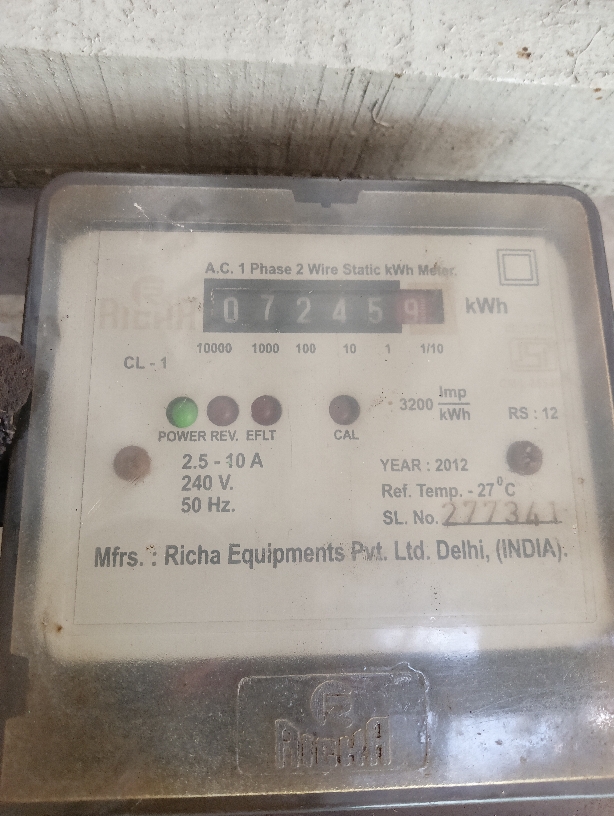 A.C. 1 Phase 2 Wire Static kWh Meter.
RICHA
0 7 2 4 5 9 kWh
10000 1000 100 10 1 1/10
CL - 1
3200 Imp/kWh
RS : 12
POWER REV. EFLT CAL
2.5 - 10 A
240 V.
50 Hz.
YEAR : 2012
Ref. Temp. - 27°C
SL. No. 277341
Mfrs. : Richa Equipments Pvt. Ltd. Delhi, (INDIA).
RICHA